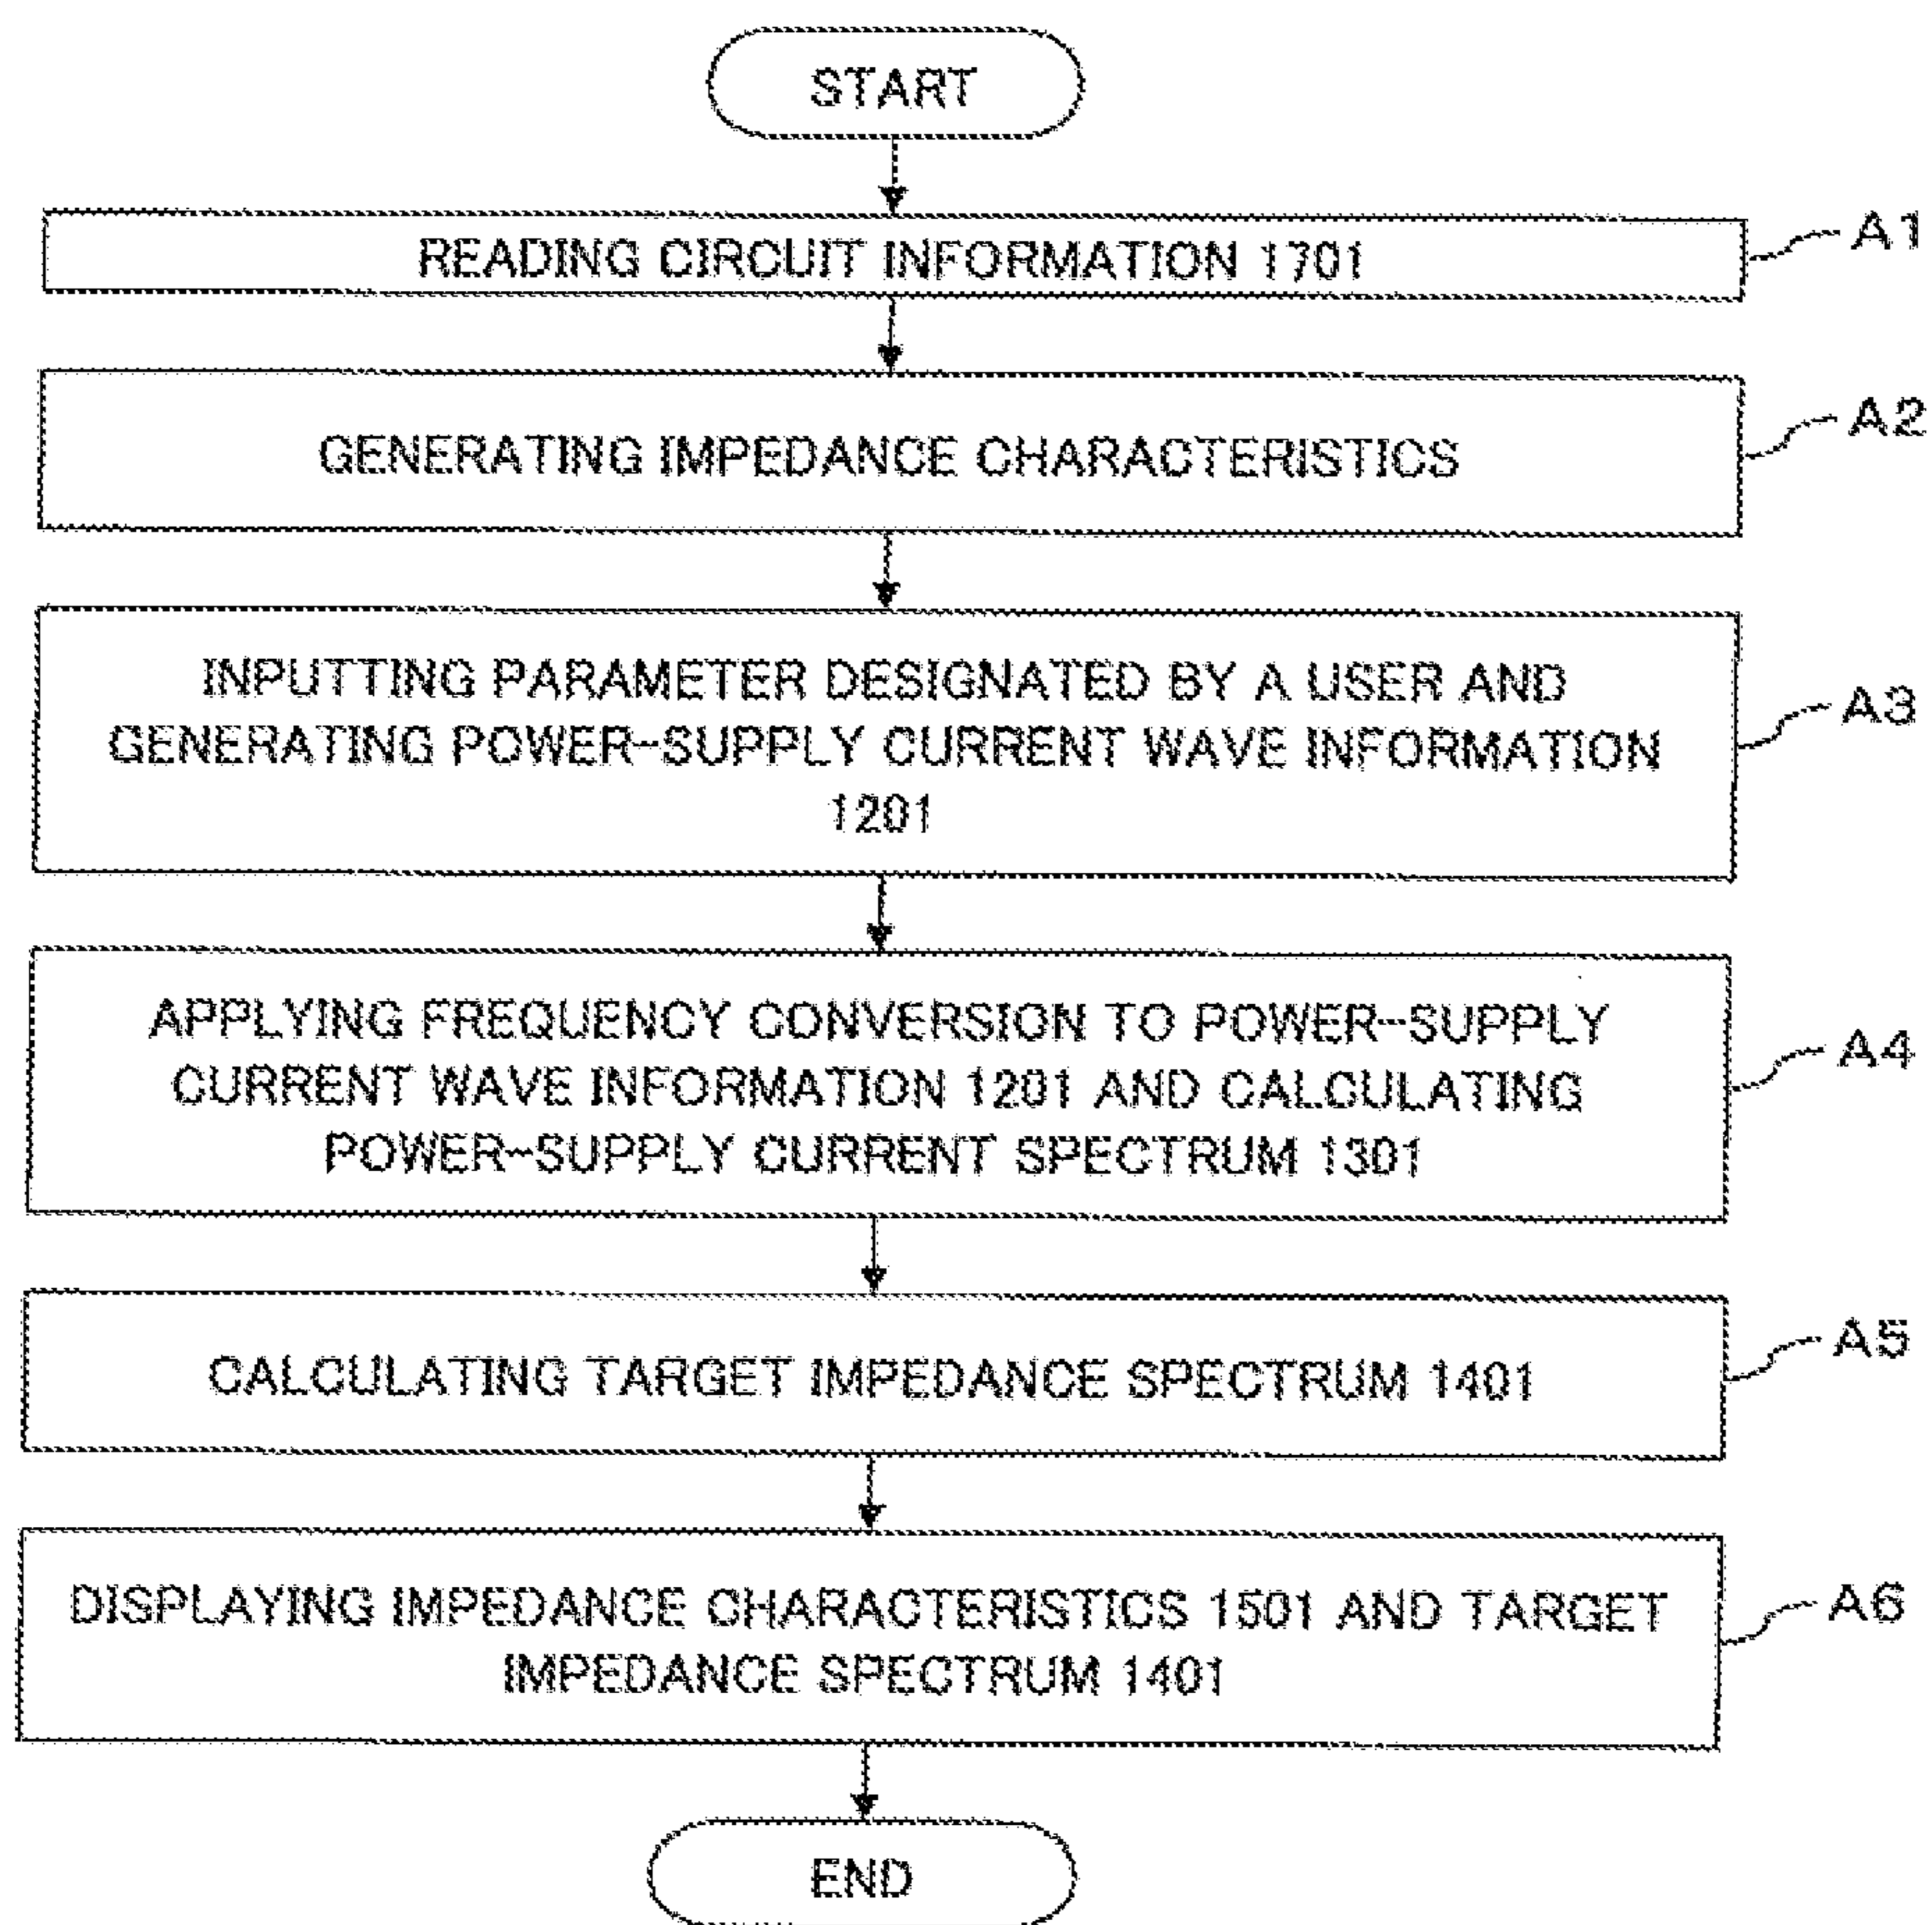 START
READING CIRCUIT INFORMATION 1701
A1
GENERATING IMPEDANCE CHARACTERISTICS
A2
INPUTTING PARAMETER DESIGNATED BY A USER AND
GENERATING POWER-SUPPLY CURRENT WAVE INFORMATION
1201
A3
APPLYING FREQUENCY CONVERSION TO POWER-SUPPLY
CURRENT WAVE INFORMATION 1201 AND CALCULATING
POWER-SUPPLY CURRENT SPECTRUM 1301
A4
CALCULATING TARGET IMPEDANCE SPECTRUM 1401
A5
DISPLAYING IMPEDANCE CHARACTERISTICS 1501 AND TARGET
IMPEDANCE SPECTRUM 1401
A6
END